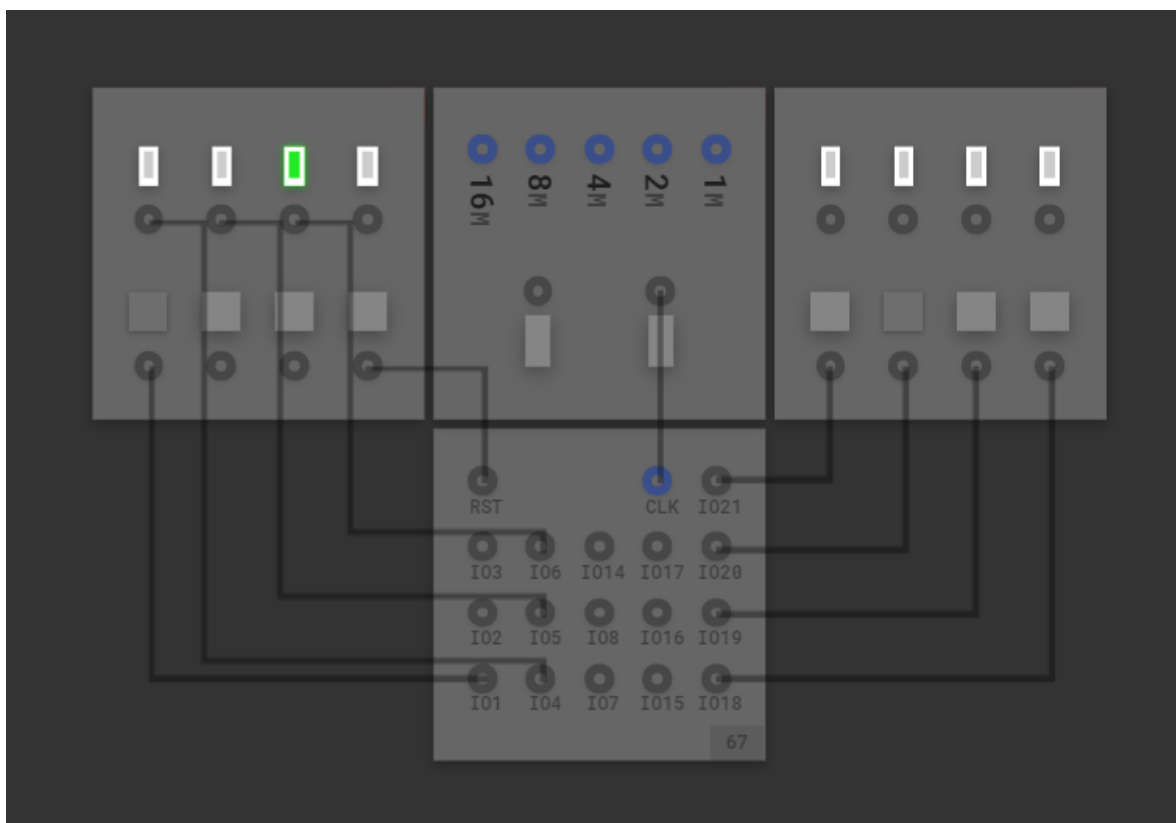 16M 8M 4M 2M 1M
RST CLK IO21
IO3 IO6 IO14 IO17 IO20
IO2 IO5 IO8 IO16 IO19
IO1 IO4 IO7 IO15 IO18
67